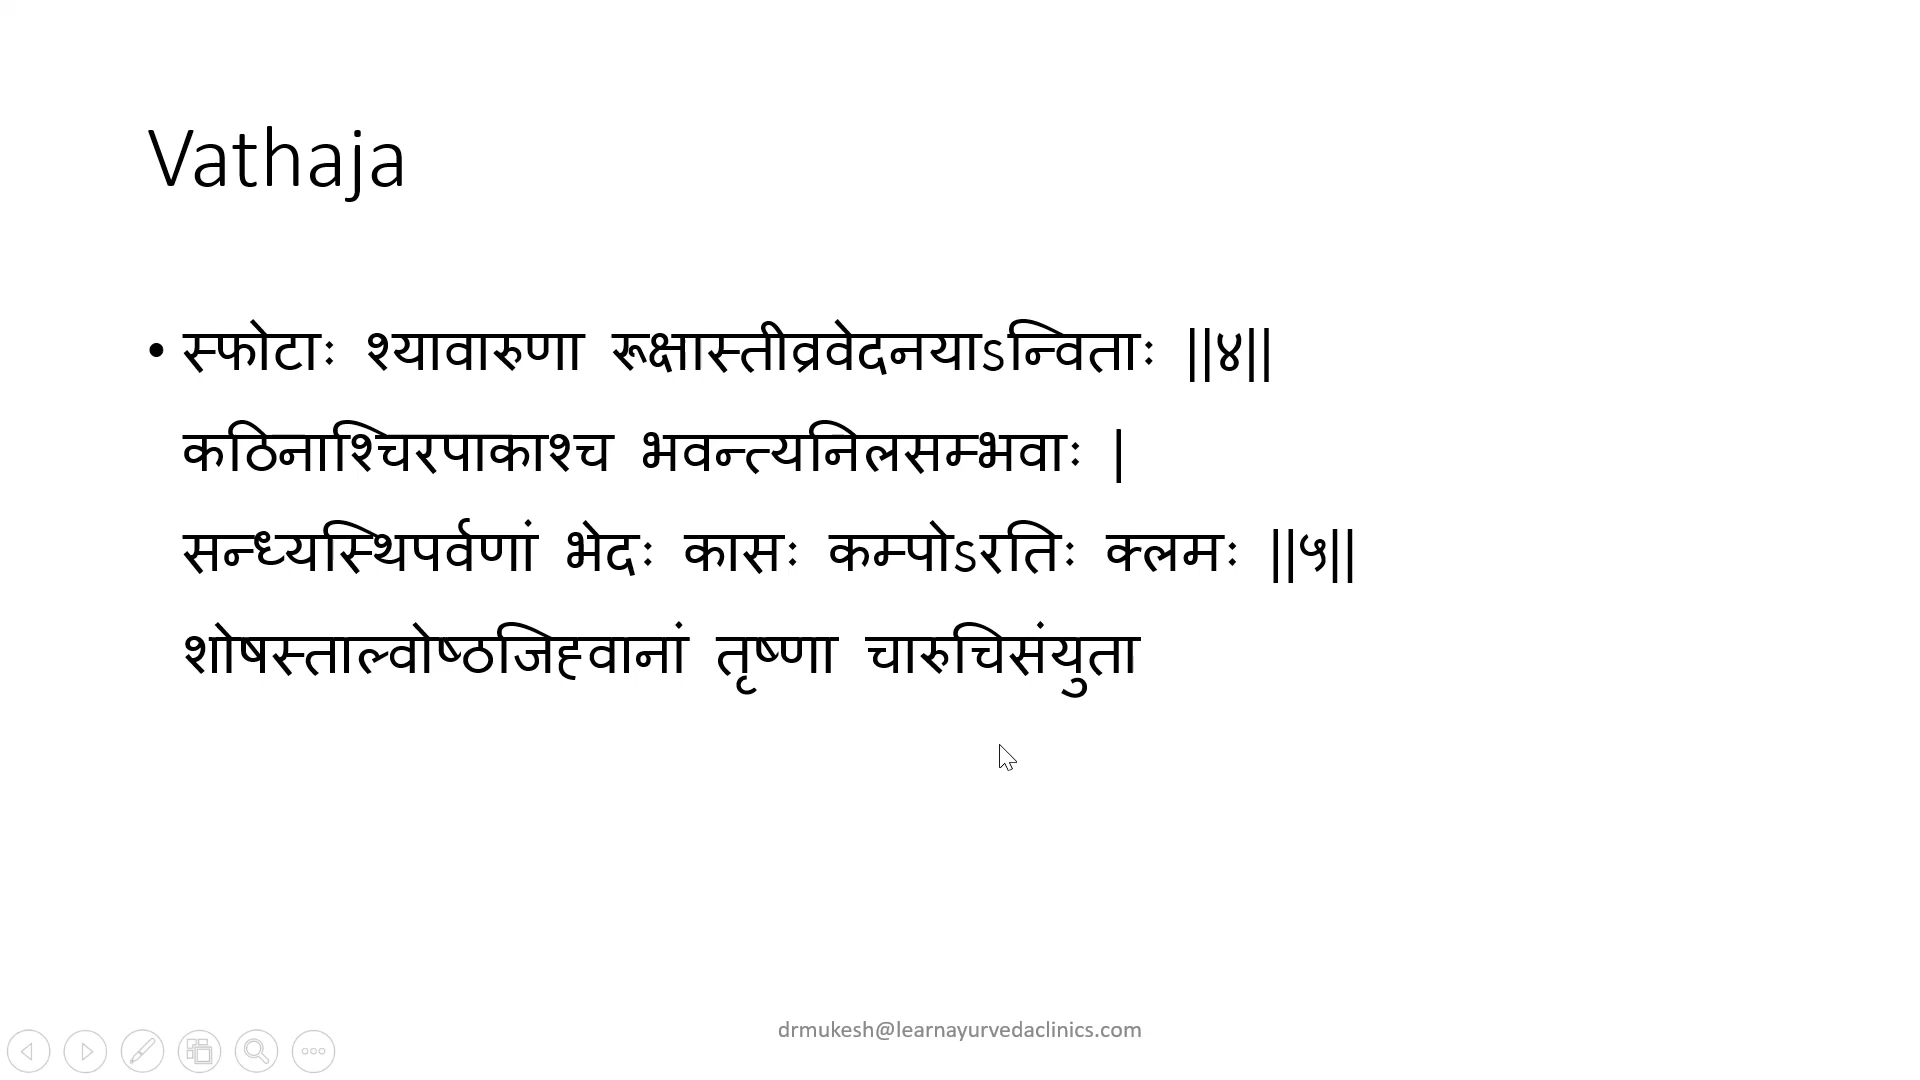 Vathaja
• स्फोटाः श्यावारुणा रूक्षास्तीव्रवेदनयाऽन्विताः ||४||
कठिनाश्चिरपाकाश्च भवन्त्यनिलसम्भवाः |
सन्ध्यस्थिपर्वणां भेदः कासः कम्पोऽरतिः क्लमः ||५||
शोषस्ताल्वोष्ठजिह्वानां तृष्णा चारुचिसंयुता
drmukesh@learnayurvedaclinics.com